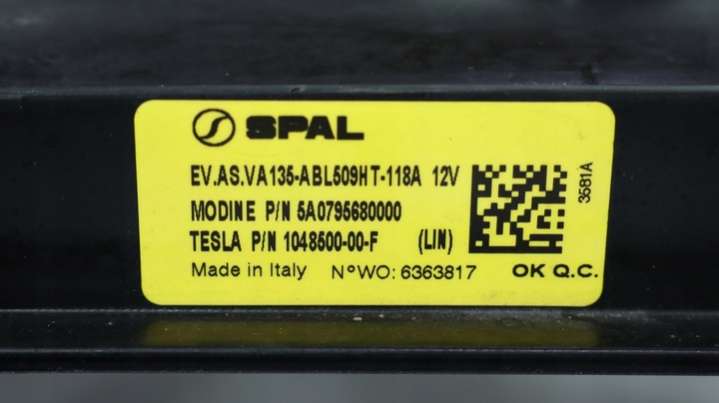 SPAL
EV.AS.VA135-ABL509HT-118A 12V
MODINE P/N 5A0795680000
TESLA P/N 1048500-00-F (LIN)
Made in Italy N°WO: 6363817 OK Q.C.
3581A